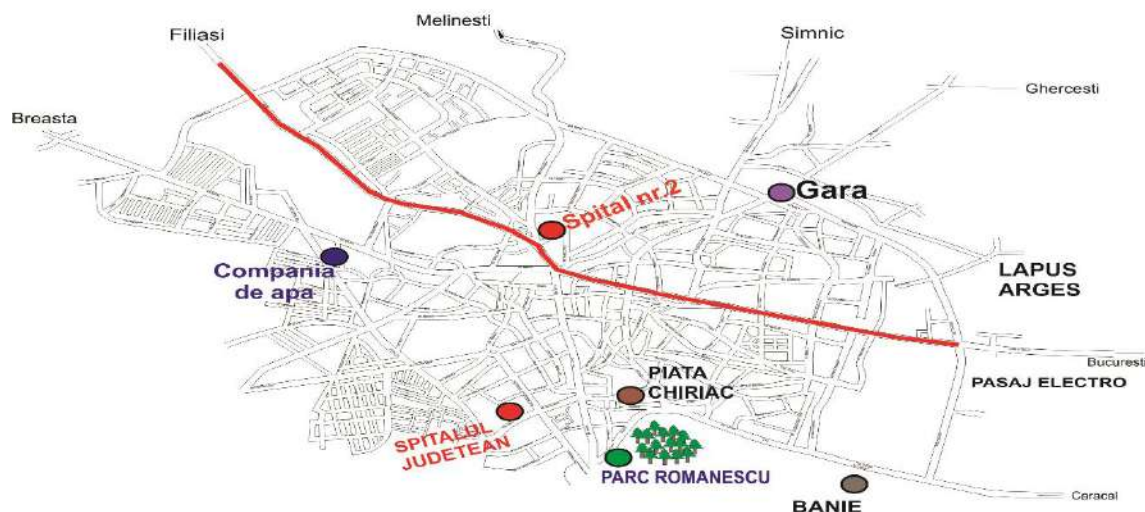 Melinesti
Filiasi
Simnic
Ghercesti
Breasta
Spital nr.2
Gara
Compania
de apa
LAPUS
ARGES
Bucuresti
PASAJ ELECTRO
PIATA
CHIRIAC
SPITALUL
JUDETEAN
PARC ROMANESCU
BANIE
Caracal